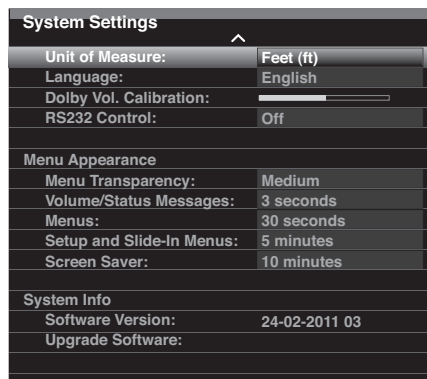 System Settings
Unit of Measure: Feet (ft)
Language: English
Dolby Vol. Calibration:
RS232 Control: Off
Menu Appearance
Menu Transparency: Medium
Volume/Status Messages: 3 seconds
Menus: 30 seconds
Setup and Slide-In Menus: 5 minutes
Screen Saver: 10 minutes
System Info
Software Version: 24-02-2011 03
Upgrade Software: